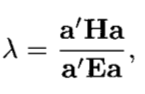 λ = a′Ha / a′Ea,